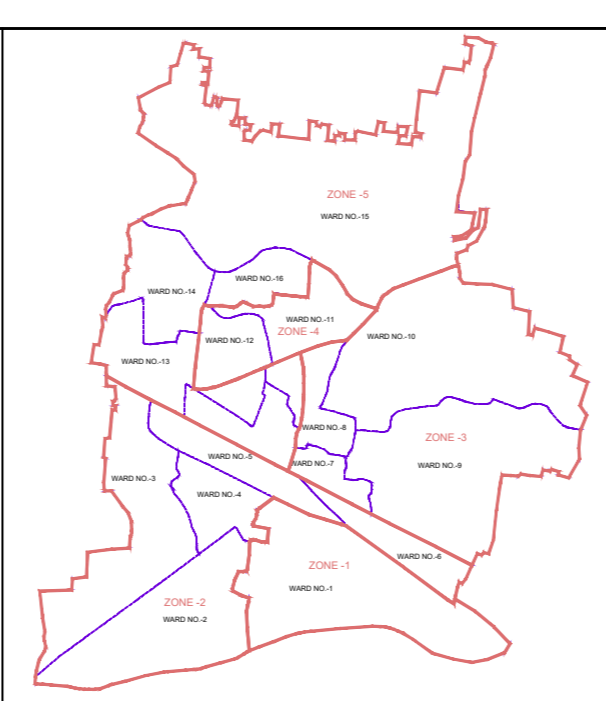 ZONE -5
WARD NO.-15
WARD NO.-16
WARD NO.-14
WARD NO.-11
ZONE -4
WARD NO.-12
WARD NO.-10
WARD NO.-13
WARD NO.-8
ZONE -3
WARD NO.-5
WARD NO.-7
WARD NO.-9
WARD NO.-3
WARD NO.-4
WARD NO.-6
ZONE -1
WARD NO.-1
ZONE -2
WARD NO.-2